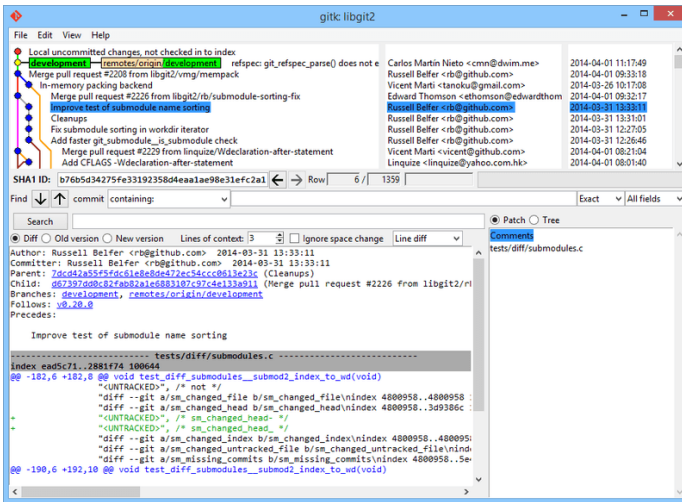 gitk: libgit2
File Edit View Help
Local uncommitted changes, not checked in to index
development remotes/origin/development refspec: git_refspec_parse() does not e Carlos Martín Nieto <cmn@dwim.me> 2014-04-01 11:17:49
Merge pull request #2208 from libgit2/vmg/mempack Russell Belfer <rb@github.com> 2014-04-01 09:33:18
In-memory packing backend Vicent Marti <tanoku@gmail.com> 2014-03-26 10:17:08
Merge pull request #2226 from libgit2/rb/submodule-sorting-fix Edward Thomson <ethomson@edwardthom 2014-04-01 09:32:17
Improve test of submodule name sorting Russell Belfer <rb@github.com> 2014-03-31 13:33:11
Cleanups Russell Belfer <rb@github.com> 2014-03-31 13:31:01
Fix submodule sorting in workdir iterator Russell Belfer <rb@github.com> 2014-03-31 12:27:05
Add faster git_submodule__is_submodule check Russell Belfer <rb@github.com> 2014-03-31 12:26:46
Merge pull request #2229 from linquize/Wdeclaration-after-statement Vicent Marti <vicent@github.com> 2014-04-01 08:21:04
Add CFLAGS -Wdeclaration-after-statement Linquize <linquize@yahoo.com.hk> 2014-04-01 08:01:40
SHA1 ID: b76b5d34275fe33192358d4eaa1ae98e31efc2a1 Row 6 / 1359
Find commit containing: Exact All fields
Search
Patch Tree
Diff Old version New version Lines of context: 3 Ignore space change Line diff
Comments
tests/diff/submodules.c
Author: Russell Belfer <rb@github.com> 2014-03-31 13:33:11
Committer: Russell Belfer <rb@github.com> 2014-03-31 13:33:11
Parent: 7dcd42a55f5fdc61e8e8de472ec54ccc0613e23c (Cleanups)
Child: d67397dd0c82fab82a1e6883107c97c4e133a911 (Merge pull request #2226 from libgit2/rl
Branches: development, remotes/origin/development
Follows: v0.20.0
Precedes:
Improve test of submodule name sorting
--------------------------- tests/diff/submodules.c ---------------------------
index ead5c71..2881f74 100644
@@ -182,6 +182,8 @@ void test_diff_submodules__submod2_index_to_wd(void)
"<UNTRACKED>", /* not */
"diff --git a/sm_changed_file b/sm_changed_file\nindex 4800958..4800958
"diff --git a/sm_changed_head b/sm_changed_head\nindex 4800958..3d9386c
+ "<UNTRACKED>", /* sm_changed_head- */
+ "<UNTRACKED>", /* sm_changed_head_ */
"diff --git a/sm_changed_index b/sm_changed_index\nindex 4800958..480095
"diff --git a/sm_changed_untracked_file b/sm_changed_untracked_file\nind
"diff --git a/sm_missing_commits b/sm_missing_commits\nindex 4800958..5e
@@ -190,6 +192,10 @@ void test_diff_submodules__submod2_index_to_wd(void)